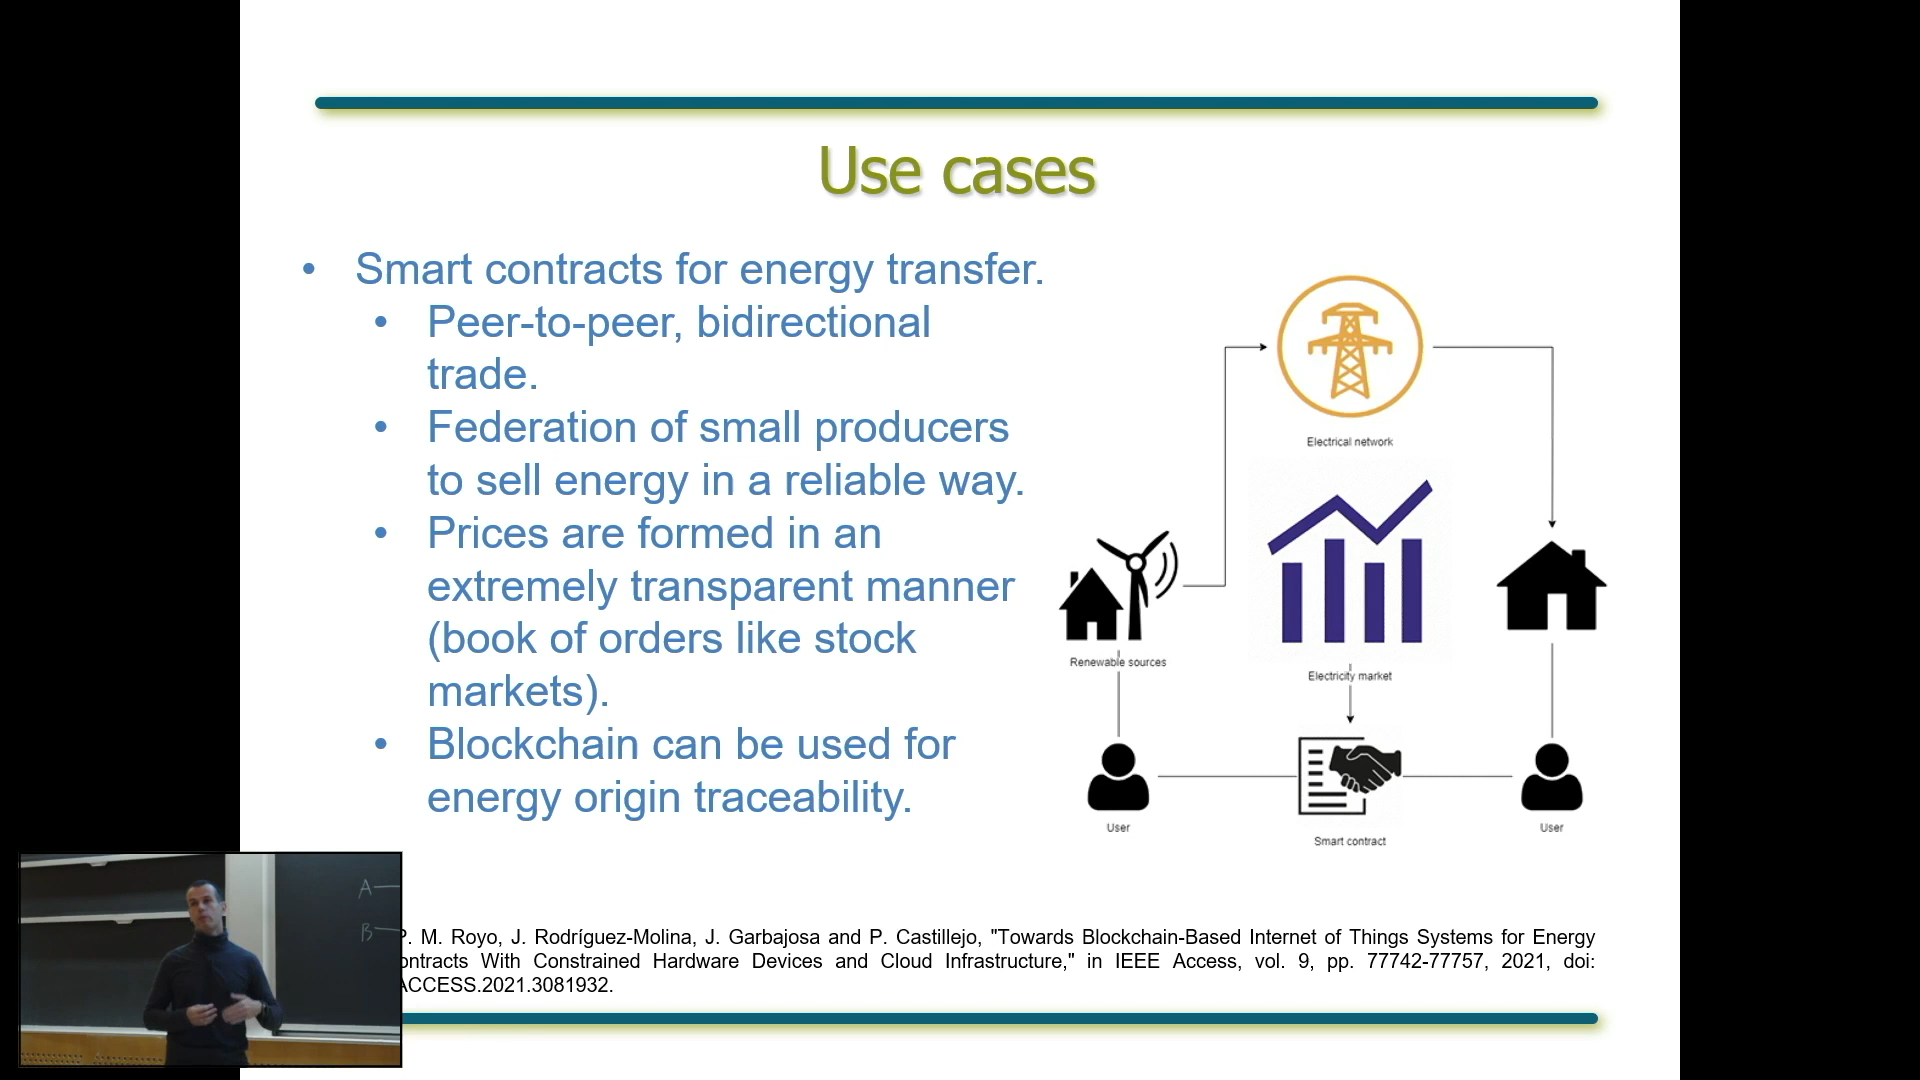 Use cases
• Smart contracts for energy transfer.
• Peer-to-peer, bidirectional
trade.
• Federation of small producers
to sell energy in a reliable way.
• Prices are formed in an
extremely transparent manner
(book of orders like stock
markets).
• Blockchain can be used for
energy origin traceability.
Electrical network
Renewable sources
Electricity market
User
Smart contract
User
A
B
P. M. Royo, J. Rodríguez-Molina, J. Garbajosa and P. Castillejo, "Towards Blockchain-Based Internet of Things Systems for Energy
ontracts With Constrained Hardware Devices and Cloud Infrastructure," in IEEE Access, vol. 9, pp. 77742-77757, 2021, doi:
ACCESS.2021.3081932.